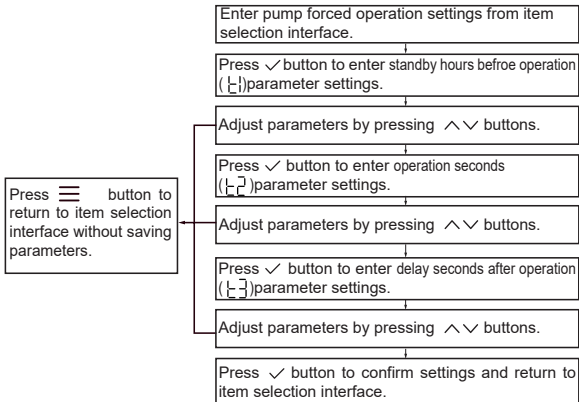 Enter pump forced operation settings from item
selection interface.
Press ✓ button to enter standby hours befroe operation
(t1)parameter settings.
Adjust parameters by pressing ∧∨ buttons.
Press ✓ button to enter operation seconds
(t2)parameter settings.
Adjust parameters by pressing ∧∨ buttons.
Press ✓ button to enter delay seconds after operation
(t3)parameter settings.
Adjust parameters by pressing ∧∨ buttons.
Press ✓ button to confirm settings and return to
item selection interface.
Press ☰ button to
return to item selection
interface without saving
parameters.